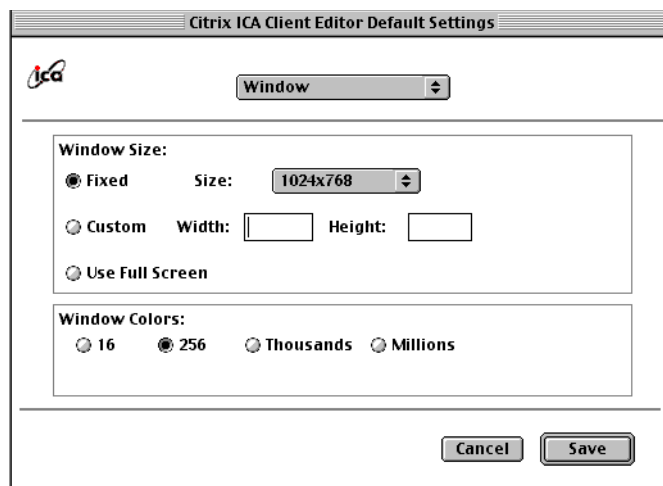 Citrix ICA Client Editor Default Settings
ica
Window
Window Size:
Fixed Size: 1024x768
Custom Width: Height:
Use Full Screen
Window Colors:
16 256 Thousands Millions
Cancel Save